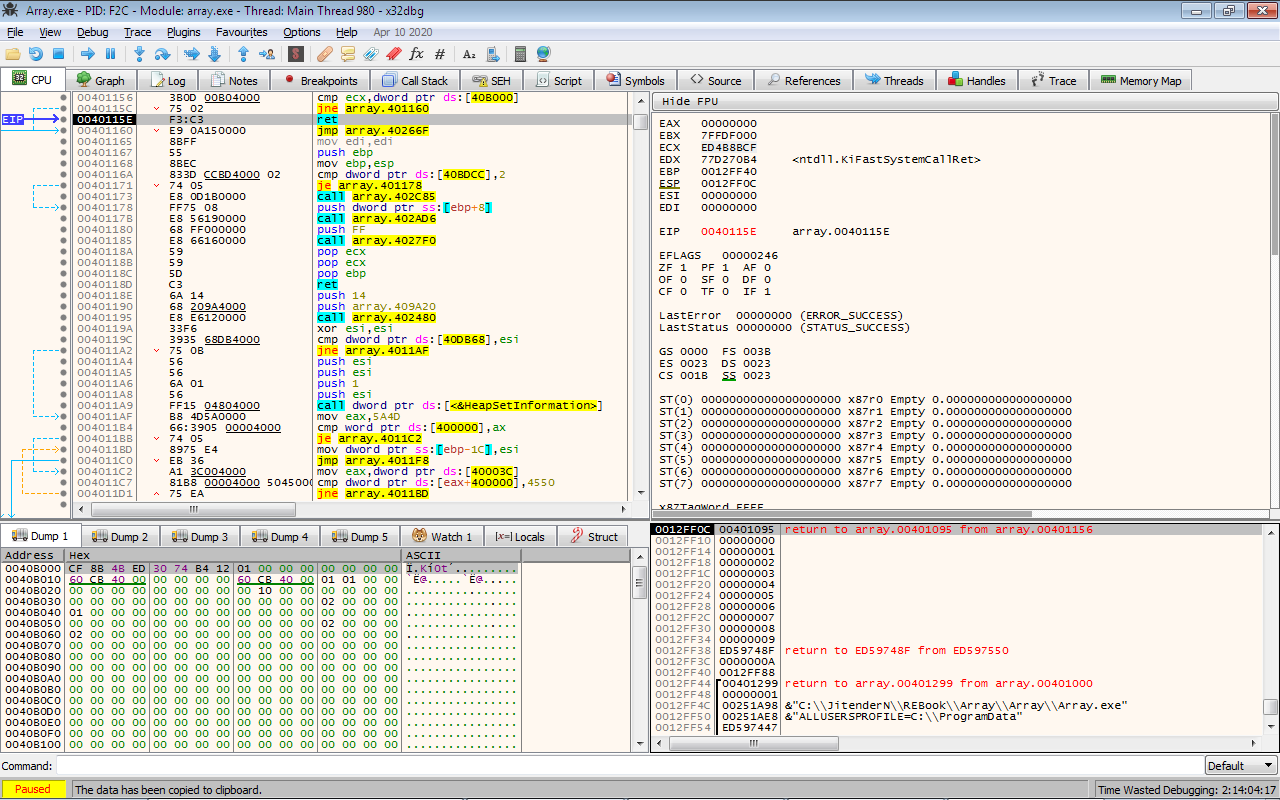 Array.exe - PID: F2C - Module: array.exe - Thread: Main Thread 980 - x32dbg
File View Debug Trace Plugins Favourites Options Help Apr 10 2020
CPU Graph Log Notes Breakpoints Call Stack SEH Script Symbols Source References Threads Handles Trace Memory Map
00401156 3B0D 00B04000 cmp ecx,dword ptr ds:[40B000]
0040115C 75 02 jne array.401160
EIP 0040115E F3:C3 ret
00401160 E9 0A150000 jmp array.40266F
00401165 8BFF mov edi,edi
00401167 55 push ebp
00401168 8BEC mov ebp,esp
0040116A 833D CCBD4000 02 cmp dword ptr ds:[40BDCC],2
00401171 74 05 je array.401178
00401173 E8 0D1B0000 call array.402C85
00401178 FF75 08 push dword ptr ss:[ebp+8]
0040117B E8 56190000 call array.402AD6
00401180 68 FF000000 push FF
00401185 E8 66160000 call array.4027F0
0040118A 59 pop ecx
0040118B 59 pop ecx
0040118C 5D pop ebp
0040118D C3 ret
0040118E 6A 14 push 14
00401190 68 209A4000 push array.409A20
00401195 E8 E6120000 call array.402480
0040119A 33F6 xor esi,esi
0040119C 3935 68DB4000 cmp dword ptr ds:[40DB68],esi
004011A2 75 0B jne array.4011AF
004011A4 56 push esi
004011A5 56 push esi
004011A6 6A 01 push 1
004011A8 56 push esi
004011A9 FF15 04804000 call dword ptr ds:[<&HeapSetInformation>]
004011AF B8 4D5A0000 mov eax,5A4D
004011B4 66:3905 00004000 cmp word ptr ds:[400000],ax
004011BB 74 05 je array.4011C2
004011BD 8975 E4 mov dword ptr ss:[ebp-1C],esi
004011C0 EB 36 jmp array.4011F8
004011C2 A1 3C004000 mov eax,dword ptr ds:[40003C]
004011C7 81B8 00004000 50450000 cmp dword ptr ds:[eax+400000],4550
004011D1 75 EA jne array.4011BD
Hide FPU
EAX 00000000
EBX 7FFDF000
ECX ED4B8BCF
EDX 77D270B4 <ntdll.KiFastSystemCallRet>
EBP 0012FF40
ESP 0012FF0C
ESI 00000000
EDI 00000000
EIP 0040115E array.0040115E
EFLAGS 00000246
ZF 1 PF 1 AF 0
OF 0 SF 0 DF 0
CF 0 TF 0 IF 1
LastError 00000000 (ERROR_SUCCESS)
LastStatus 00000000 (STATUS_SUCCESS)
GS 0000 FS 003B
ES 0023 DS 0023
CS 001B SS 0023
ST(0) 00000000000000000000 x87r0 Empty 0.000000000000000000
ST(1) 00000000000000000000 x87r1 Empty 0.000000000000000000
ST(2) 00000000000000000000 x87r2 Empty 0.000000000000000000
ST(3) 00000000000000000000 x87r3 Empty 0.000000000000000000
ST(4) 00000000000000000000 x87r4 Empty 0.000000000000000000
ST(5) 00000000000000000000 x87r5 Empty 0.000000000000000000
ST(6) 00000000000000000000 x87r6 Empty 0.000000000000000000
ST(7) 00000000000000000000 x87r7 Empty 0.000000000000000000
x87TagWord FFFF
Dump 1 Dump 2 Dump 3 Dump 4 Dump 5 Watch 1 Locals Struct
Address Hex ASCII
0040B000 CF 8B 4B ED 30 74 B4 12 01 00 00 00 00 00 00 00 Ï.Kí0t´.........
0040B010 60 CB 40 00 00 00 00 00 60 CB 40 00 01 01 00 00 `Ë@.....`Ë@.....
0040B020 00 00 00 00 00 00 00 00 00 10 00 00 00 00 00 00 ................
0040B030 00 00 00 00 00 00 00 00 00 00 00 00 02 00 00 00 ................
0040B040 01 00 00 00 00 00 00 00 00 00 00 00 00 00 00 00 ................
0040B050 00 00 00 00 00 00 00 00 00 00 00 00 02 00 00 00 ................
0040B060 02 00 00 00 00 00 00 00 00 00 00 00 00 00 00 00 ................
0040B070 00 00 00 00 00 00 00 00 00 00 00 00 00 00 00 00 ................
0040B080 00 00 00 00 00 00 00 00 00 00 00 00 00 00 00 00 ................
0040B090 00 00 00 00 00 00 00 00 00 00 00 00 00 00 00 00 ................
0040B0A0 00 00 00 00 00 00 00 00 00 00 00 00 00 00 00 00 ................
0040B0B0 00 00 00 00 00 00 00 00 00 00 00 00 00 00 00 00 ................
0040B0C0 00 00 00 00 00 00 00 00 00 00 00 00 00 00 00 00 ................
0040B0D0 00 00 00 00 00 00 00 00 00 00 00 00 00 00 00 00 ................
0040B0E0 00 00 00 00 00 00 00 00 00 00 00 00 00 00 00 00 ................
0040B0F0 00 00 00 00 00 00 00 00 00 00 00 00 00 00 00 00 ................
0040B100 00 00 00 00 00 00 00 00 00 00 00 00 00 00 00 00 ................
0012FF0C 00401095 return to array.00401095 from array.00401156
0012FF10 00000000
0012FF14 00000001
0012FF18 00000002
0012FF1C 00000003
0012FF20 00000004
0012FF24 00000005
0012FF28 00000006
0012FF2C 00000007
0012FF30 00000008
0012FF34 00000009
0012FF38 ED59748F return to ED59748F from ED597550
0012FF3C 0000000A
0012FF40 0012FF88
0012FF44 00401299 return to array.00401299 from array.00401000
0012FF48 00000001
0012FF4C 00251A98 &"C:\\JitenderN\\REBook\\Array\\Array\\Array.exe"
0012FF50 00251AE8 &"ALLUSERSPROFILE=C:\\ProgramData"
0012FF54 ED597447
Command: Default
Paused The data has been copied to clipboard. Time Wasted Debugging: 2:14:04:17